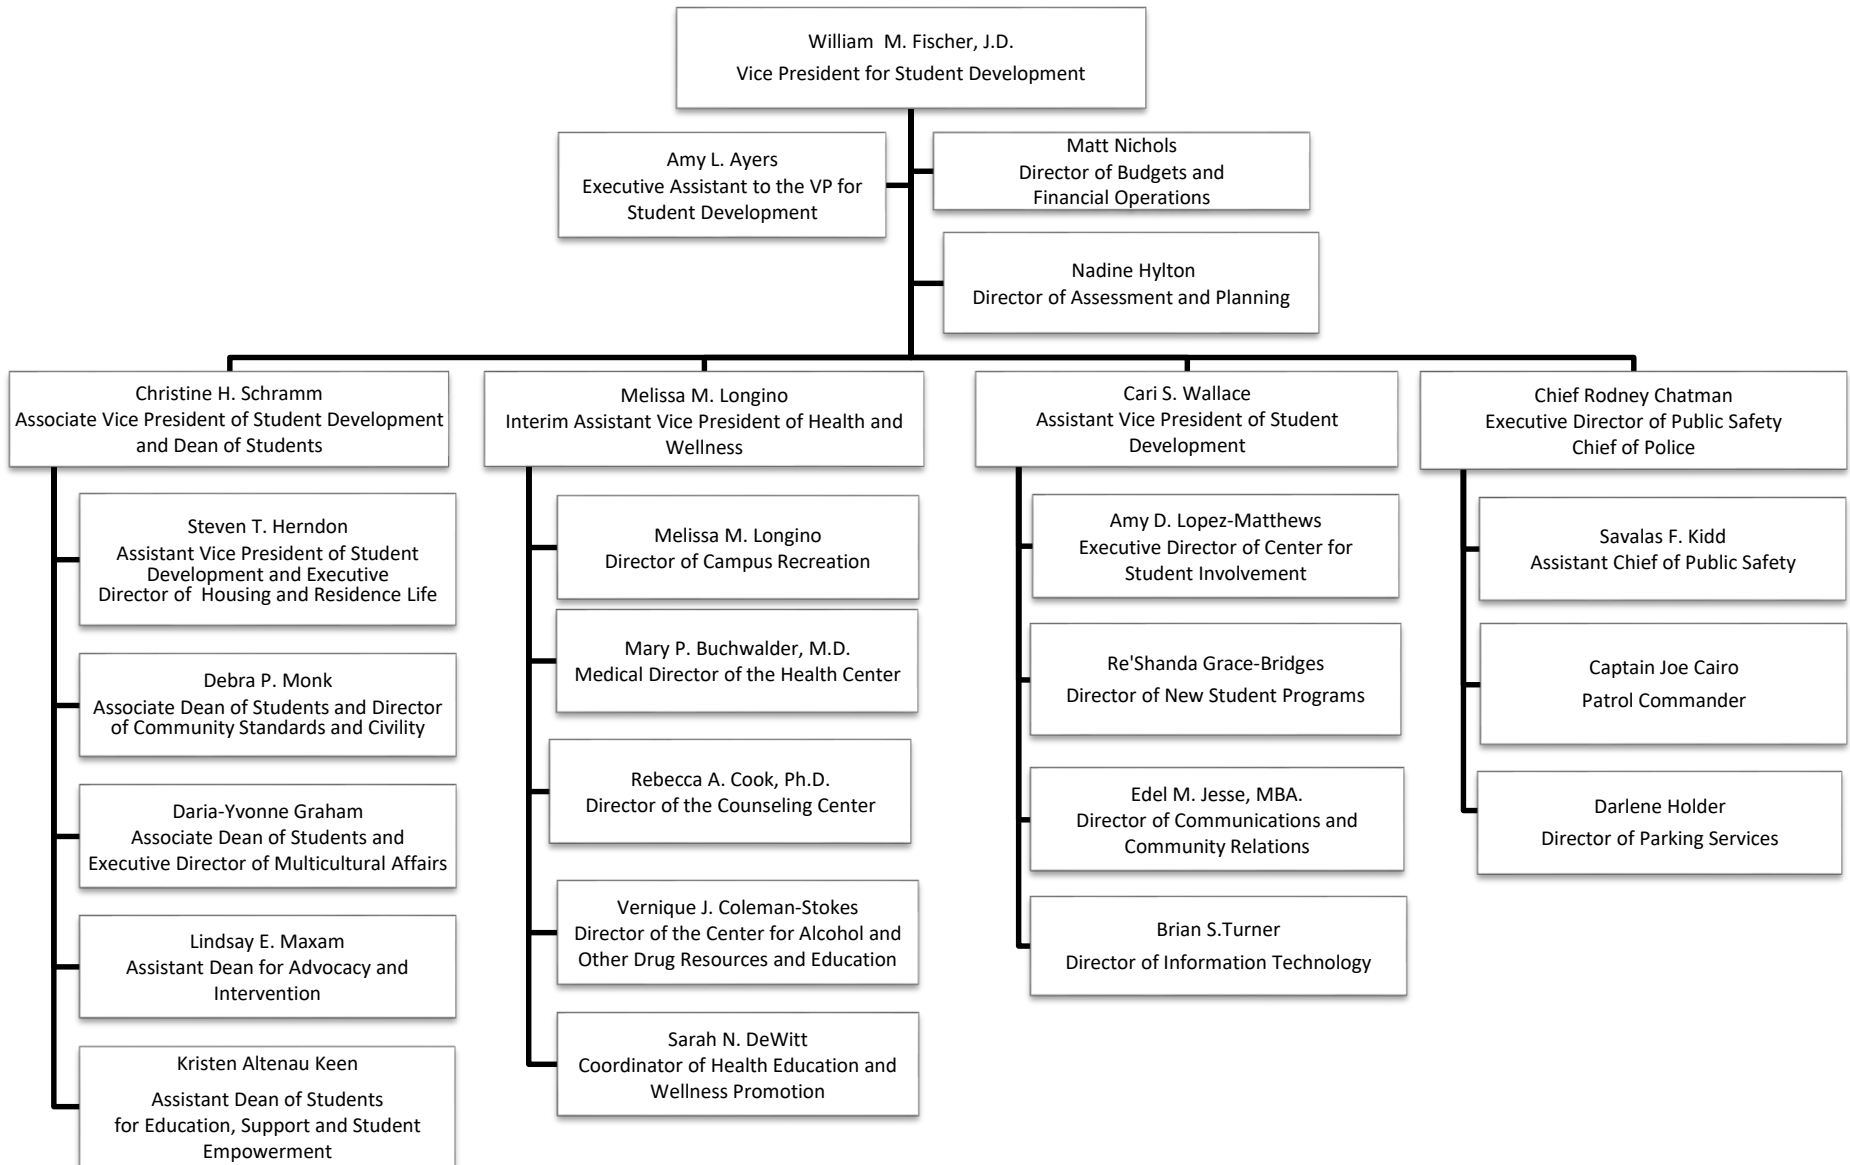 William  M. Fischer, J.D.
Vice President for Student Development
Amy L. Ayers
Executive Assistant to the VP for
Student Development
Matt Nichols
Director of Budgets and
Financial Operations
Nadine Hylton
Director of Assessment and Planning
Christine H. Schramm
Associate Vice President of Student Development
and Dean of Students
Steven T. Herndon
Assistant Vice President of Student
Development and Executive
Director of  Housing and Residence Life
Debra P. Monk
Associate Dean of Students and Director
of Community Standards and Civility
Daria-Yvonne Graham
Associate Dean of Students and
Executive Director of Multicultural Affairs
Lindsay E. Maxam
Assistant Dean for Advocacy and
Intervention
Kristen Altenau Keen
Assistant Dean of Students
for Education, Support and Student
Empowerment
Melissa M. Longino
Interim Assistant Vice President of Health and
Wellness
Melissa M. Longino
Director of Campus Recreation
Mary P. Buchwalder, M.D.
Medical Director of the Health Center
Rebecca A. Cook, Ph.D.
Director of the Counseling Center
Vernique J. Coleman-Stokes
Director of the Center for Alcohol and
Other Drug Resources and Education
Sarah N. DeWitt
Coordinator of Health Education and
Wellness Promotion
Cari S. Wallace
Assistant Vice President of Student
Development
Amy D. Lopez-Matthews
Executive Director of Center for
Student Involvement
Re'Shanda Grace-Bridges
Director of New Student Programs
Edel M. Jesse, MBA.
Director of Communications and
Community Relations
Brian S.Turner
Director of Information Technology
Chief Rodney Chatman
Executive Director of Public Safety
Chief of Police
Savalas F. Kidd
Assistant Chief of Public Safety
Captain Joe Cairo
Patrol Commander
Darlene Holder
Director of Parking Services